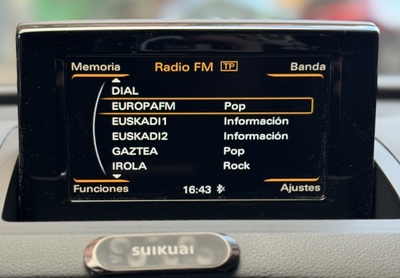 Memoria Radio FM TP Banda
DIAL
EUROPAFM Pop
EUSKADI1 Información
EUSKADI2 Información
GAZTEA Pop
IROLA Rock
Funciones 16:43 Ajustes
suikuai